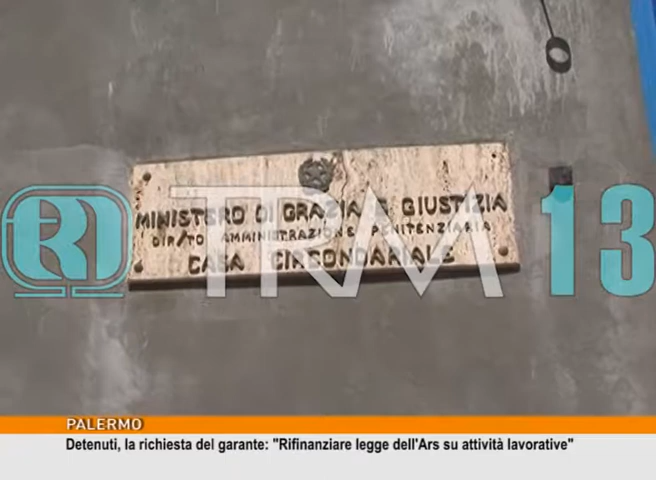 MINISTERO DI GRAZIA E GIUSTIZIA
DIP/TO AMMINISTRAZIONE PENITENZIARIA
CASA CIRCONDARIALE
TRM 13
PALERMO
Detenuti, la richiesta del garante: "Rifinanziare legge dell'Ars su attività lavorative"